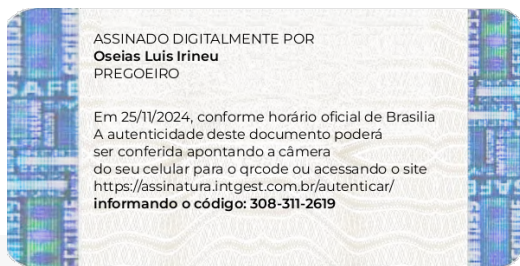 ASSINADO DIGITALMENTE POR
Oseias Luis Irineu
PREGOEIRO
Em 25/11/2024, conforme horário oficial de Brasilia
A autenticidade deste documento poderá
ser conferida apontando a câmera
do seu celular para o qrcode ou acessando o site
https://assinatura.intgest.com.br/autenticar/
informando o código: 308-311-2619